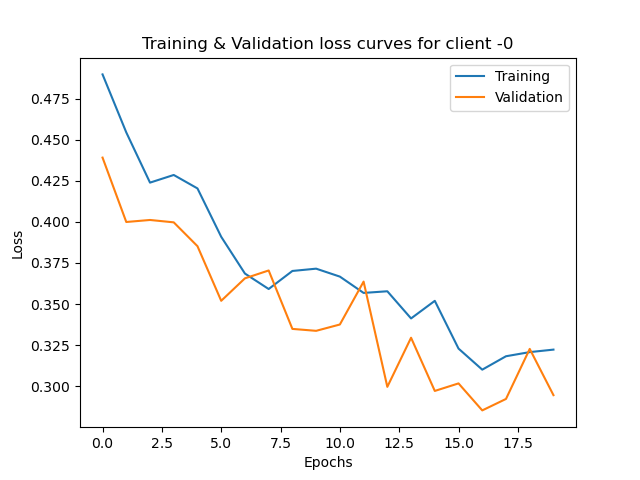 Training & Validation loss curves for client -0
Training
Validation
0.475
0.450
0.425
0.400
0.375
0.350
0.325
0.300
Loss
0.0 2.5 5.0 7.5 10.0 12.5 15.0 17.5
Epochs